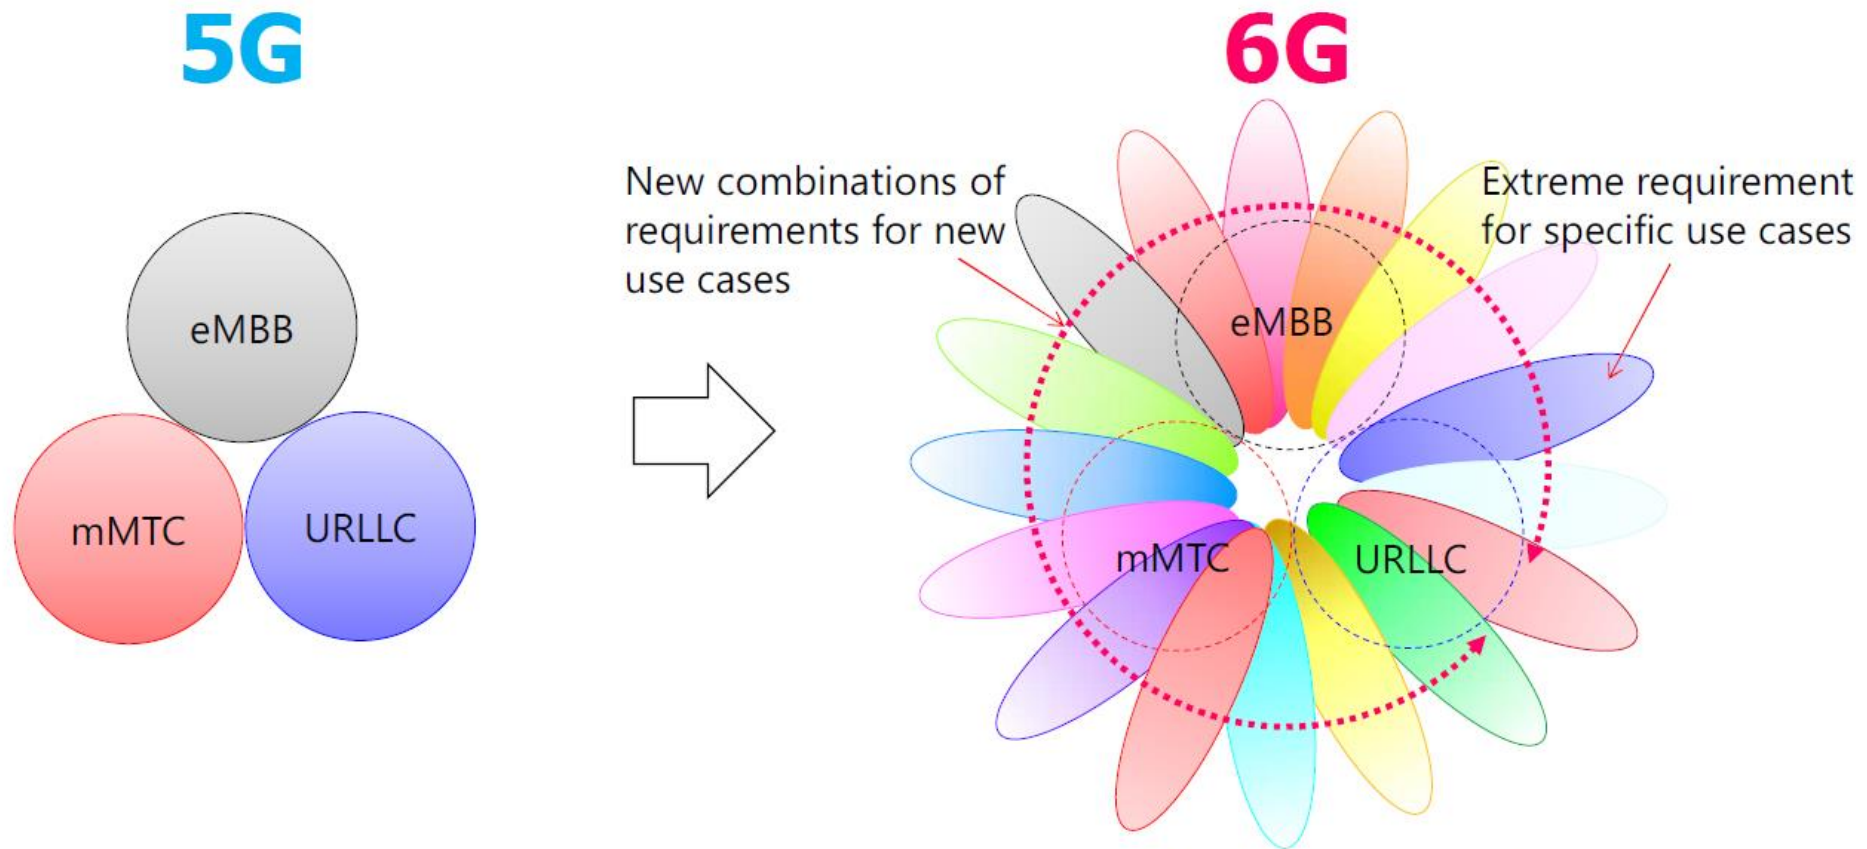 5G
6G
New combinations of
requirements for new
use cases
Extreme requirement
for specific use cases
eMBB
mMTC
URLLC
eMBB
mMTC
URLLC